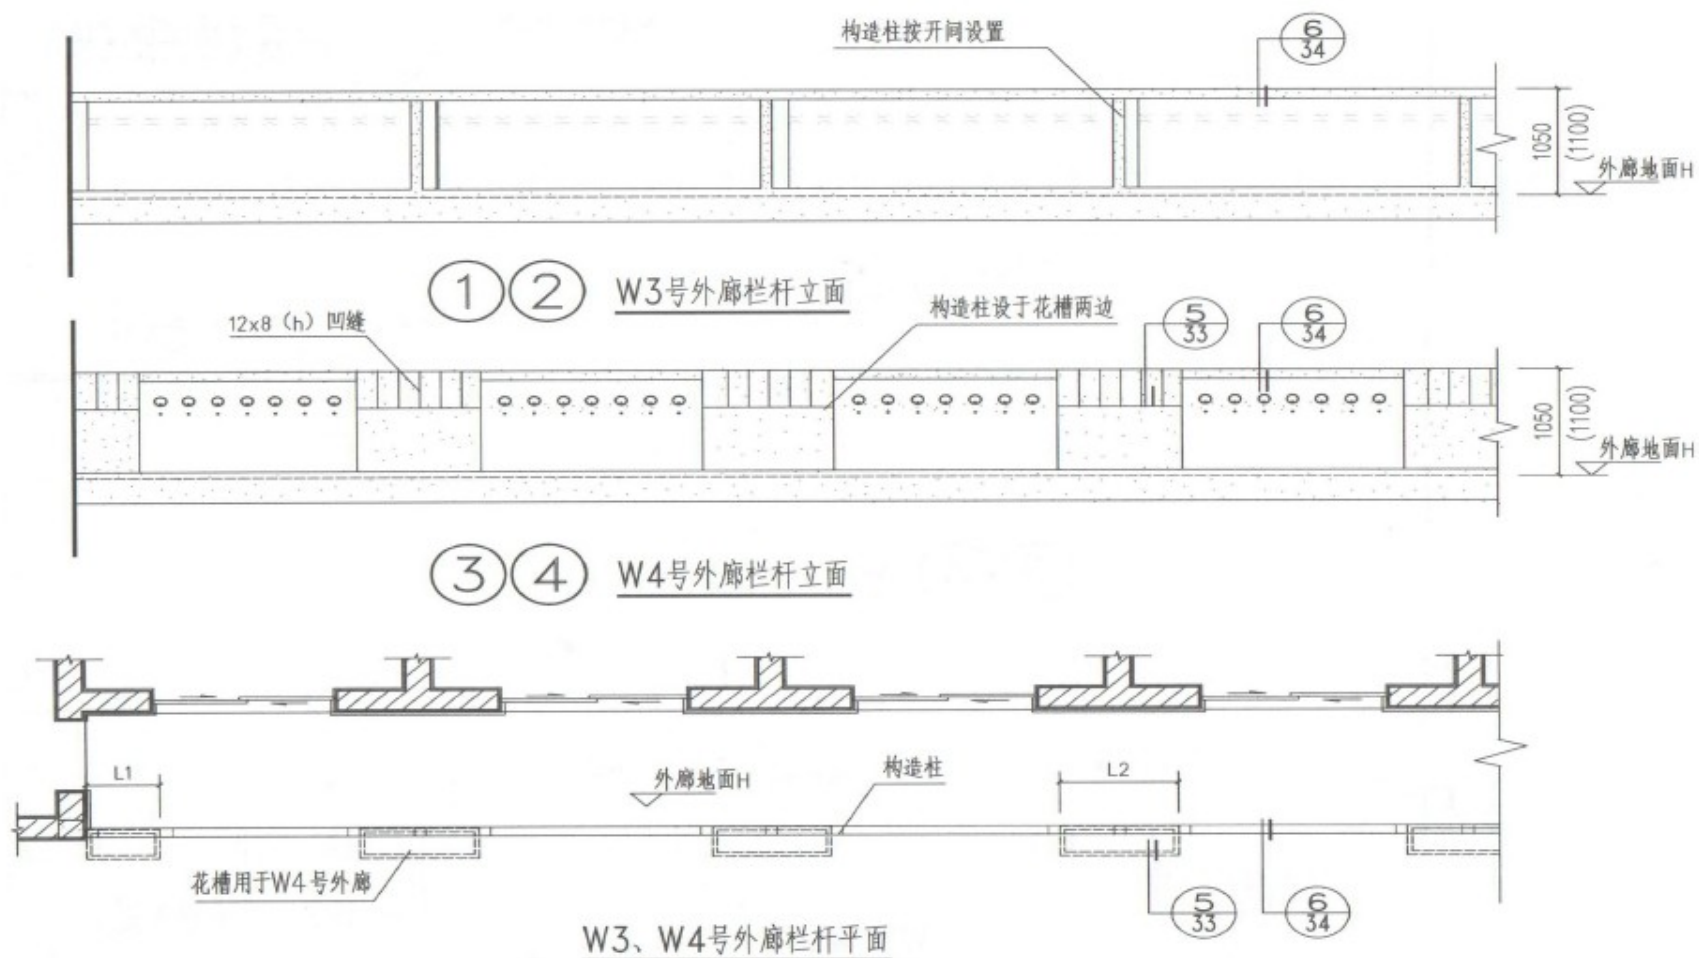 构造柱按开间设置
6
34
1050
(1100)
外廊地面H
① ② W3号外廊栏杆立面
12x8（h）凹缝
构造柱设于花槽两边
5
33
6
34
1050
(1100)
外廊地面H
③ ④ W4号外廊栏杆立面
L1
外廊地面H
构造柱
L2
花槽用于W4号外廊
5
33
6
34
W3、W4号外廊栏杆平面